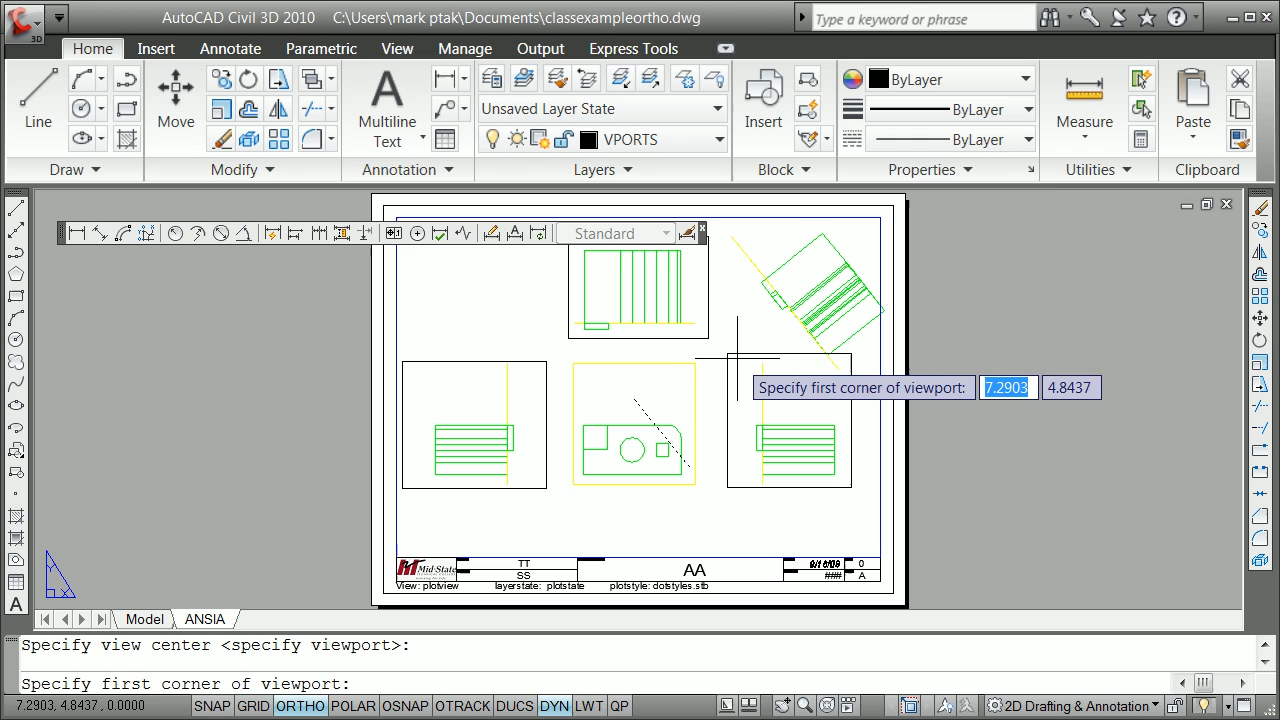 AutoCAD Civil 3D 2010 C:\Users\mark ptak\Documents\classexampleortho.dwg
Type a keyword or phrase
3D
Home Insert Annotate Parametric View Manage Output Express Tools
Line Move Multiline Text Unsaved Layer State Insert ByLayer Measure Paste
ByLayer
VPORTS ByLayer
Draw Modify Annotation Layers Block Properties Utilities Clipboard
Standard
Specify first corner of viewport: 7.2903 4.8437
Mid-State TT AA 0
SS ### A
View: plotview layerstate: plotstate plotstyle: dotstyles.stb
Model ANSIA
Specify view center <specify viewport>:
Specify first corner of viewport:
7.2903, 4.8437, 0.0000 SNAP GRID ORTHO POLAR OSNAP OTRACK DUCS DYN LWT QP 2D Drafting & Annotation